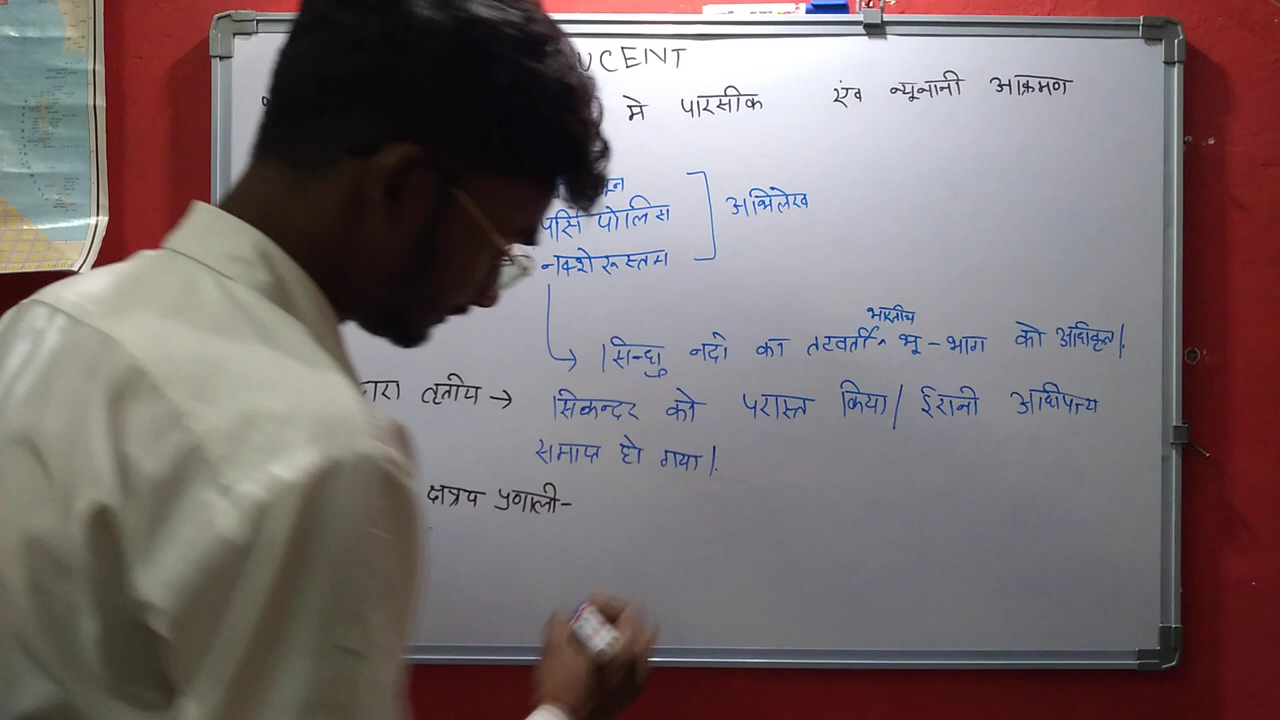 UCENT
मे पारसीक एंव न्यूनानी आक्रमण
पर्सि पोलिस
अभिलेख
नक्शे रूस्तम
भारतीय
सिन्धु नदी का तटवर्ती^ भू-भाग को अधिकृत।
दारा तृतीय → सिकन्दर को परास्त किया। ईरानी आधिपत्य
समाप्त हो गया।
क्षत्रप प्रणाली-